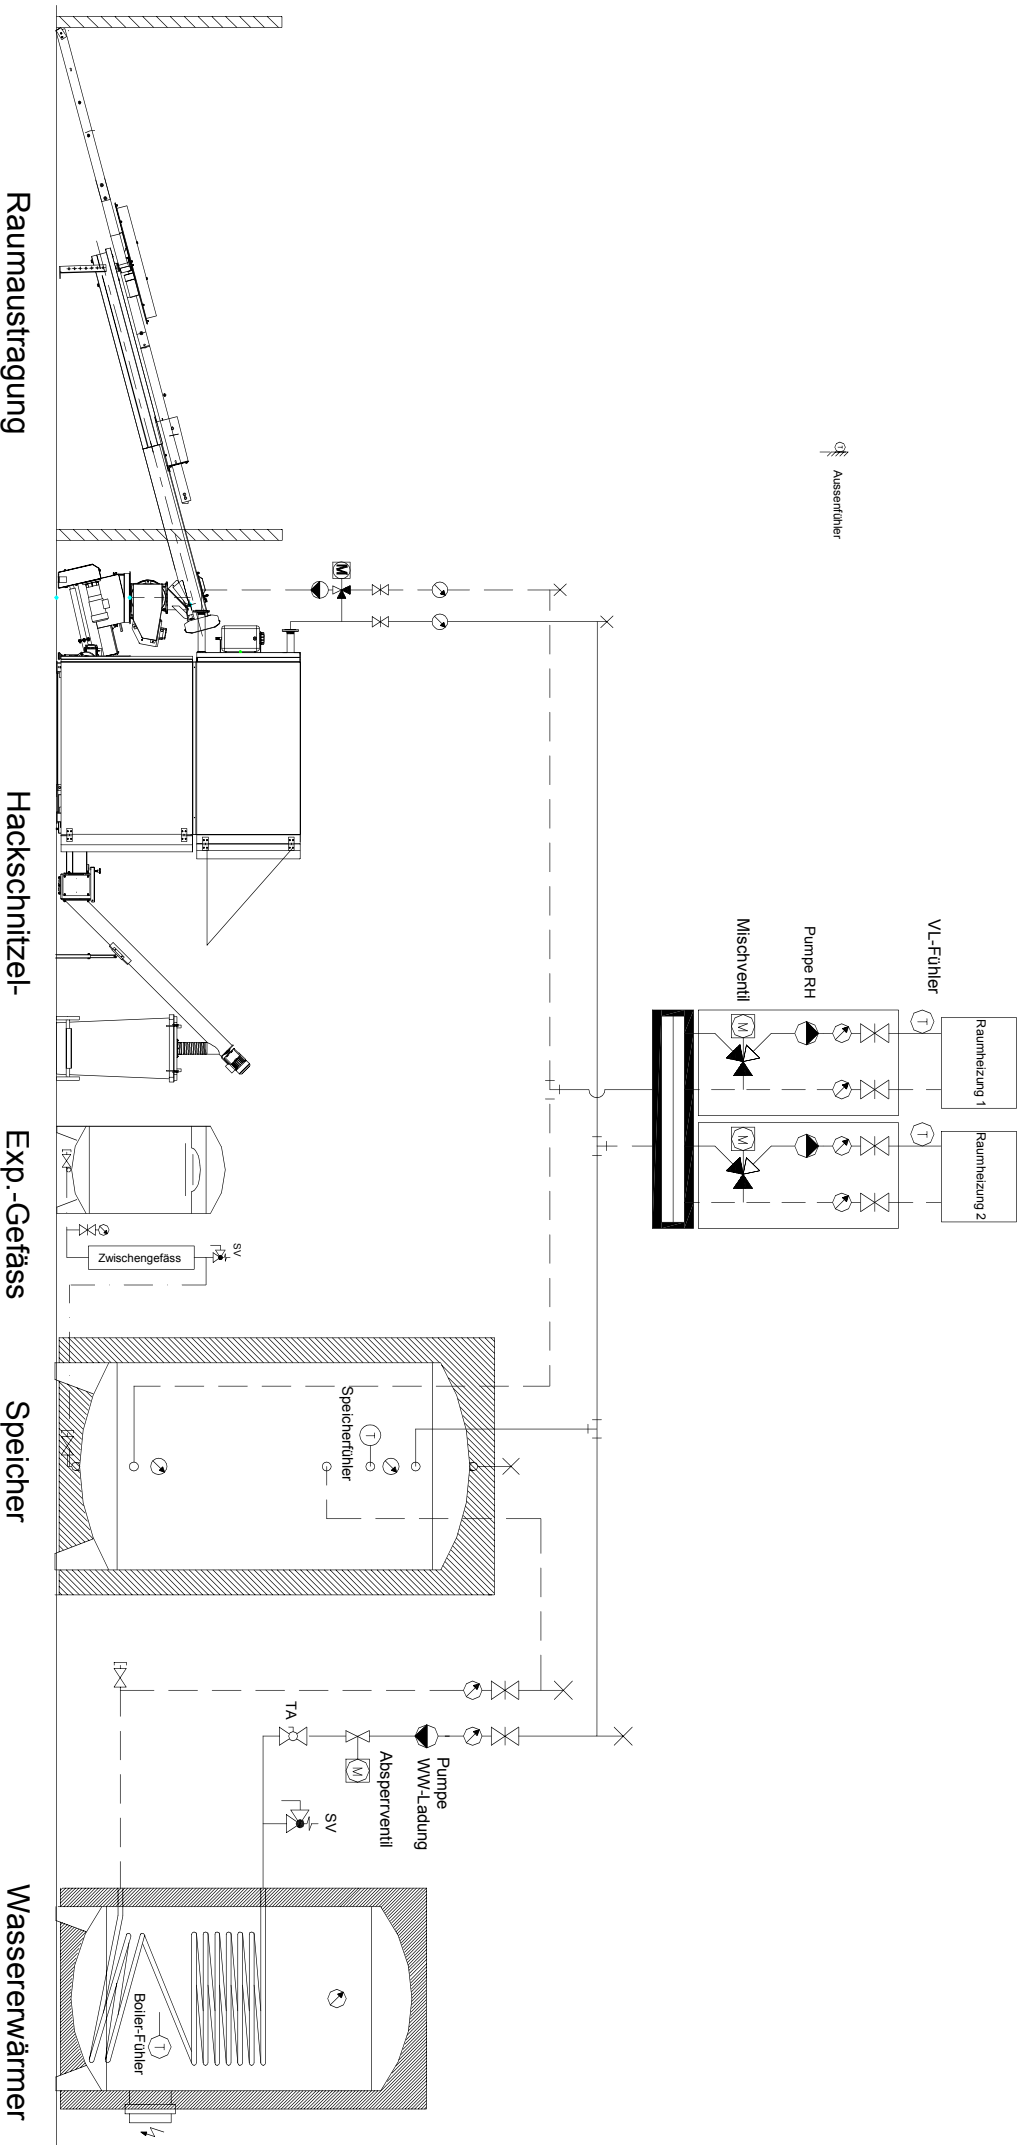 Aussenfühler
Raumheizung 1
Raumheizung 2
VL-Fühler
T
T
Pumpe RH
Mischventil
M
M
M
T
Speicherfühler
T
SV
Zwischengefäss
Pumpe
WW-Ladung
Absperrventil
M
TA
SV
Boiler-Fühler
T
Raumaustragung
Hackschnitzel-
Exp.-Gefäss
Speicher
Wassererwärmer